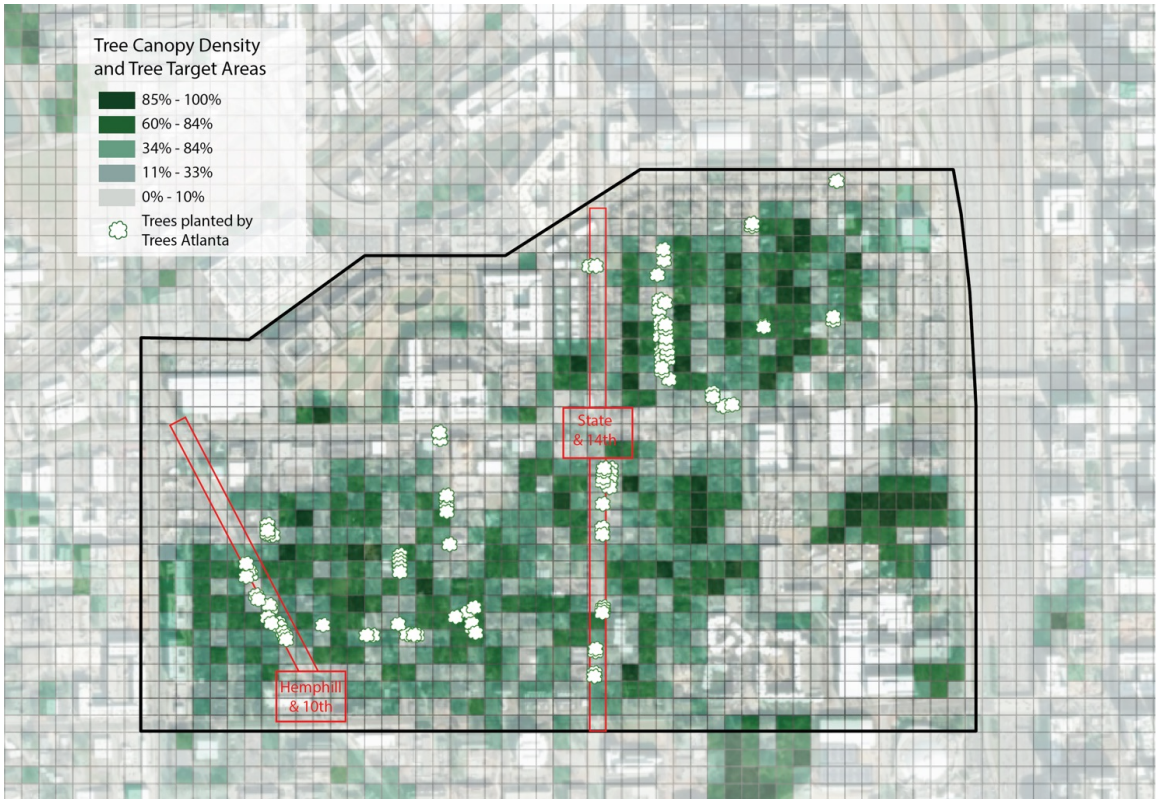 Tree Canopy Density
and Tree Target Areas
85% - 100%
60% - 84%
34% - 84%
11% - 33%
0% - 10%
Trees planted by
Trees Atlanta
State
& 14th
Hemphill
& 10th